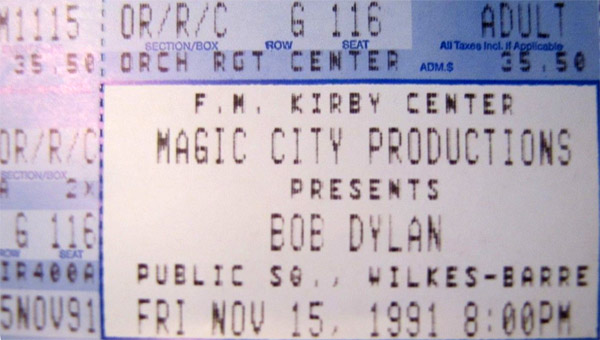 M1115 OR/R/C G 116 ADULT
SECTION/BOX ROW SEAT All Taxes Incl. if Applicable
35.50 ORCH RGT CENTER ADM.$ 35.50
F.M. KIRBY CENTER
OR/R/C MAGIC CITY PRODUCTIONS
SECTION/BOX
A 2X PRESENTS
G 116 BOB DYLAN
ROW SEAT
IR400A PUBLIC SQ., WILKES-BARRE
5NOV91 FRI NOV 15, 1991 8:00PM